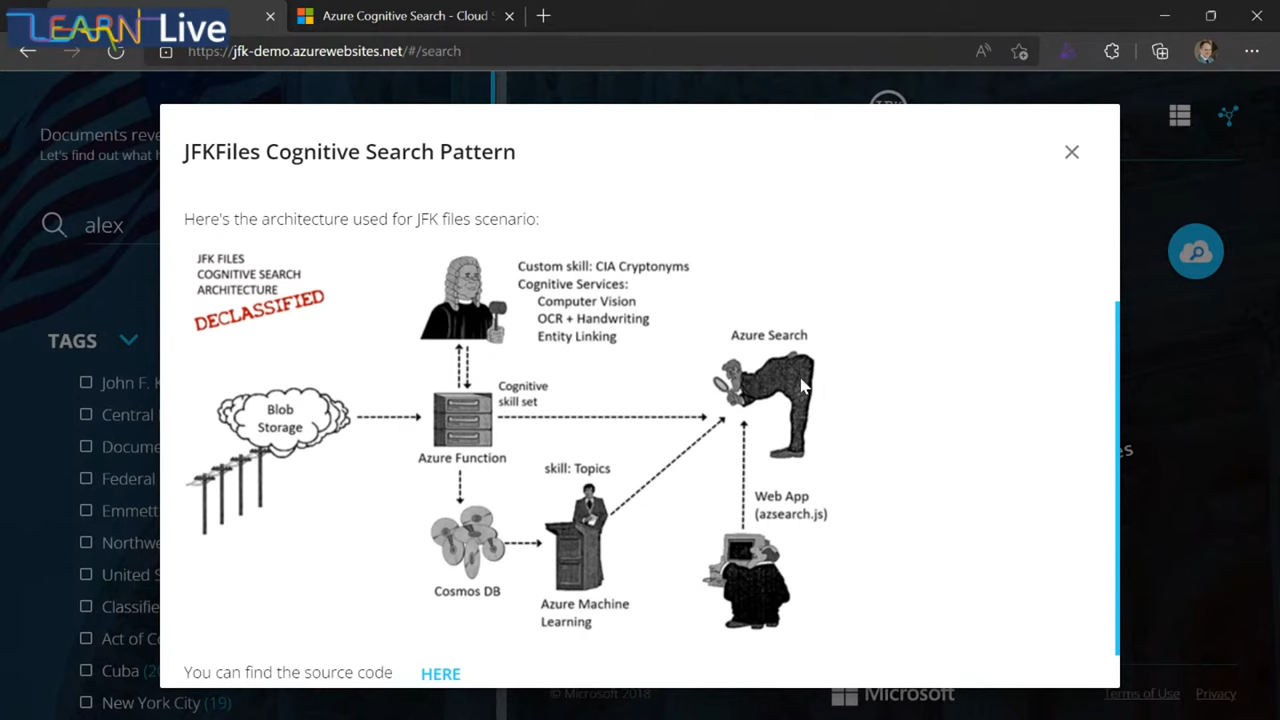 LEARN Live
Azure Cognitive Search - Cloud S
https://jfk-demo.azurewebsites.net/#/search
Documents reve
Let's find out what h
alex
TAGS
John F. K
Central
Docume
Federal
Emmett
Northwe
United S
Classifie
Act of Co
Cuba (20
New York City (19)
JFKFiles Cognitive Search Pattern
Here's the architecture used for JFK files scenario:
JFK FILES
COGNITIVE SEARCH
ARCHITECTURE
DECLASSIFIED
Custom skill: CIA Cryptonyms
Cognitive Services:
Computer Vision
OCR + Handwriting
Entity Linking
Azure Search
Blob
Storage
Cognitive
skill set
Azure Function
skill: Topics
Web App
(azsearch.js)
Cosmos DB
Azure Machine
Learning
You can find the source code HERE
© Microsoft 2018
Microsoft
Terms of Use
Privacy